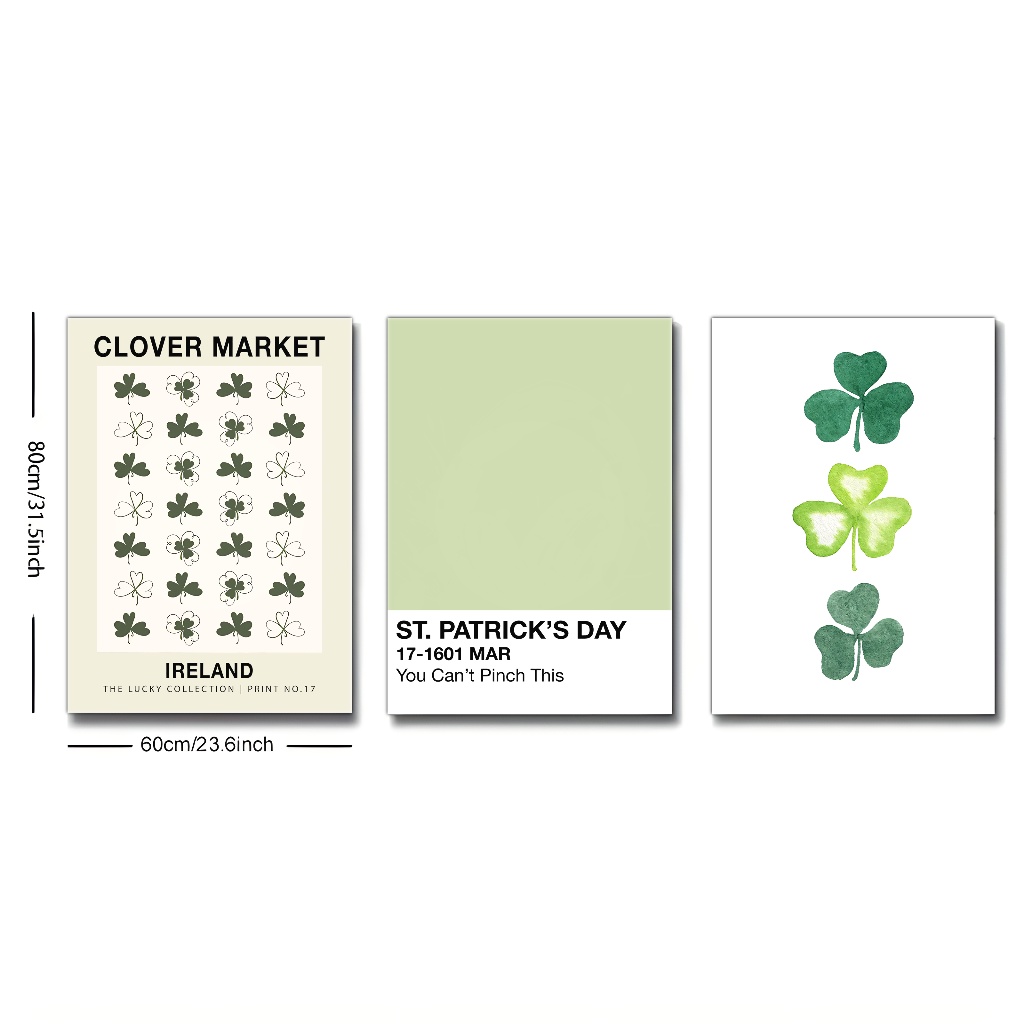 CLOVER MARKET
IRELAND
THE LUCKY COLLECTION | PRINT NO.17
ST. PATRICK'S DAY
17-1601 MAR
You Can't Pinch This
80cm/31.5inch
60cm/23.6inch